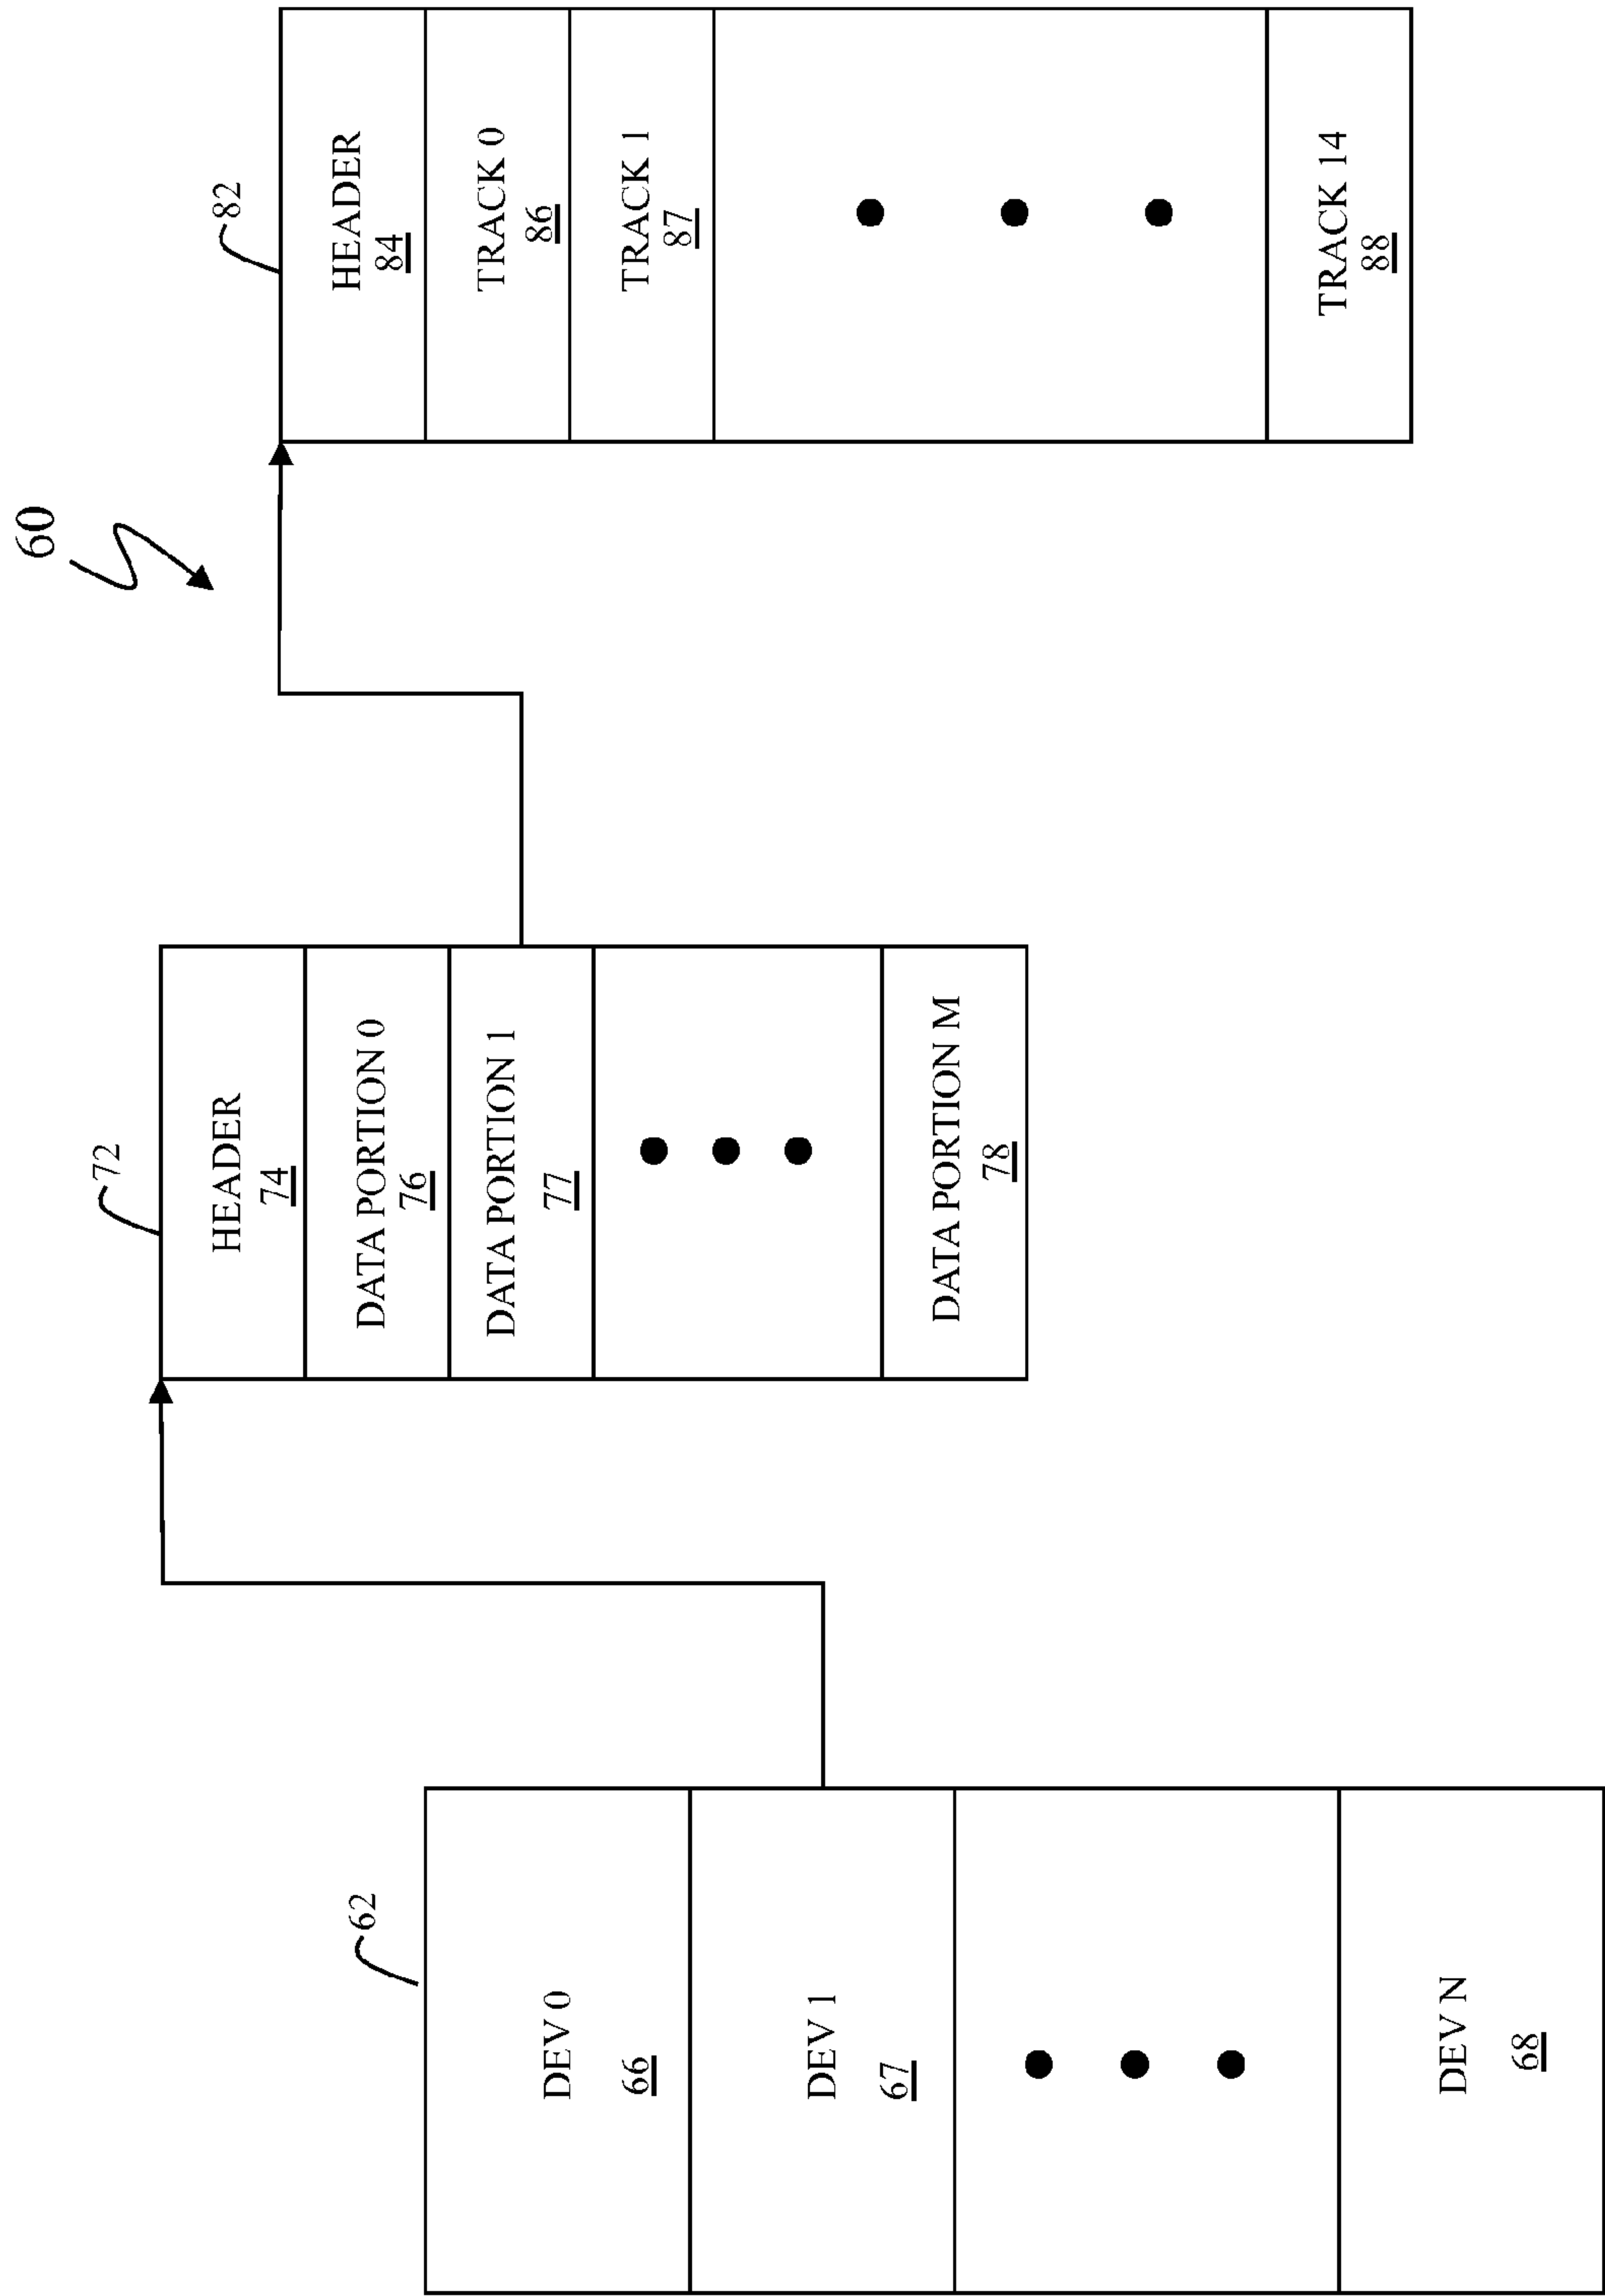 60
62
DEV 0
66
DEV 1
67
DEV N
68
72
HEADER
74
DATA PORTION 0
76
DATA PORTION 1
77
DATA PORTION M
78
82
HEADER
84
TRACK 0
86
TRACK 1
87
TRACK 14
88